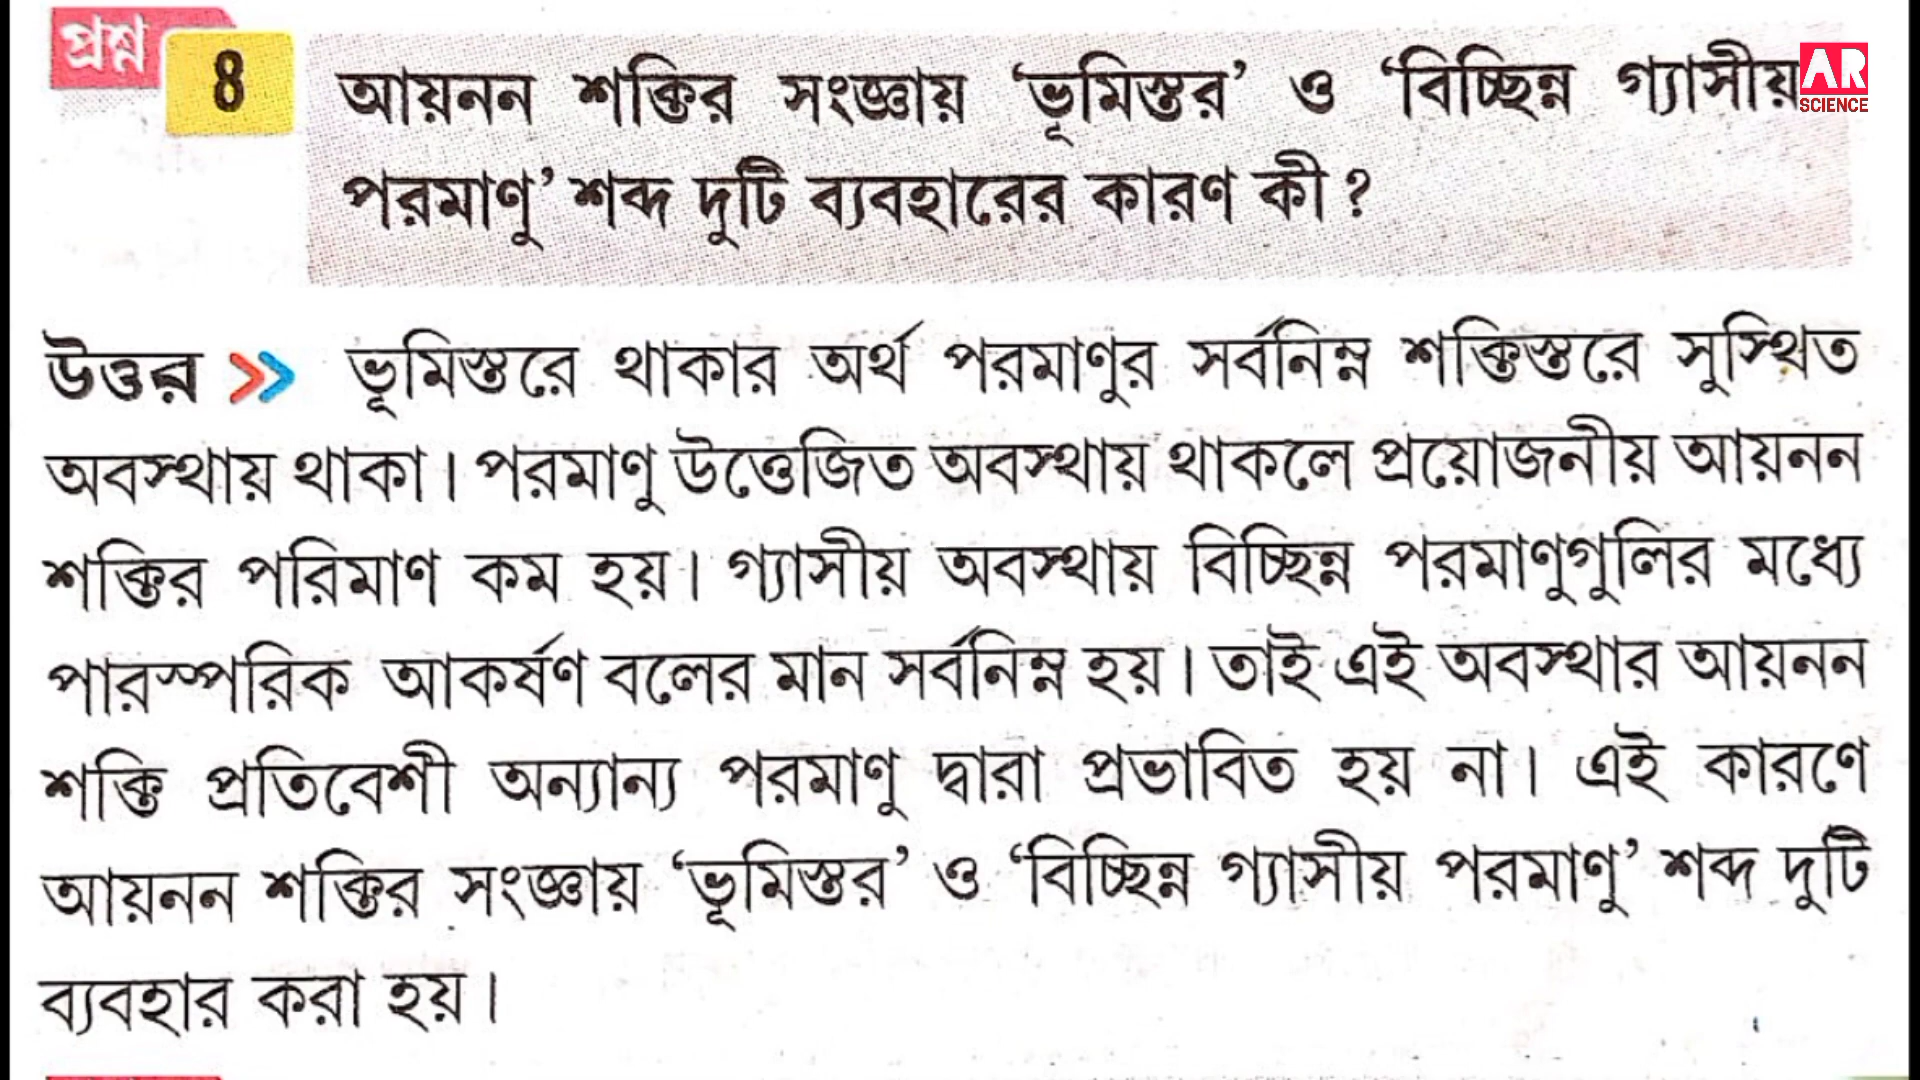 প্রশ্ন
8
আয়নন শক্তির সংজ্ঞায় ‘ভূমিস্তর’ ও ‘বিচ্ছিন্ন গ্যাসীয়
AR
SCIENCE
পরমাণু’ শব্দ দুটি ব্যবহারের কারণ কী?
উত্তর >> ভূমিস্তরে থাকার অর্থ পরমাণুর সর্বনিম্ন শক্তিস্তরে সুস্থিত
অবস্থায় থাকা। পরমাণু উত্তেজিত অবস্থায় থাকলে প্রয়োজনীয় আয়নন
শক্তির পরিমাণ কম হয়। গ্যাসীয় অবস্থায় বিচ্ছিন্ন পরমাণুগুলির মধ্যে
পারস্পরিক আকর্ষণ বলের মান সর্বনিম্ন হয়। তাই এই অবস্থার আয়নন
শক্তি প্রতিবেশী অন্যান্য পরমাণু দ্বারা প্রভাবিত হয় না। এই কারণে
আয়নন শক্তির সংজ্ঞায় ‘ভূমিস্তর’ ও ‘বিচ্ছিন্ন গ্যাসীয় পরমাণু’ শব্দ দুটি
ব্যবহার করা হয়।